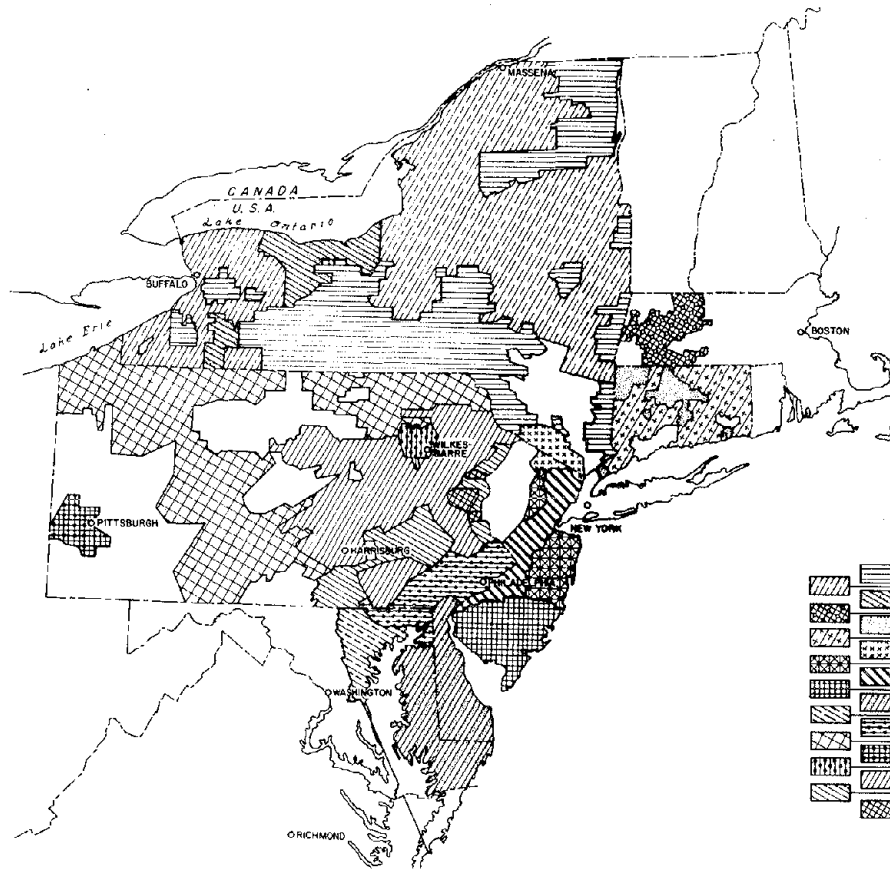 MASSENA
CANADA
U. S. A.
Lake Ontario
BUFFALO
Lake Erie
BOSTON
WILKES-
BARRE
PITTSBURGH
NEW YORK
HARRISBURG
PHILADELPHIA
WASHINGTON
RICHMOND